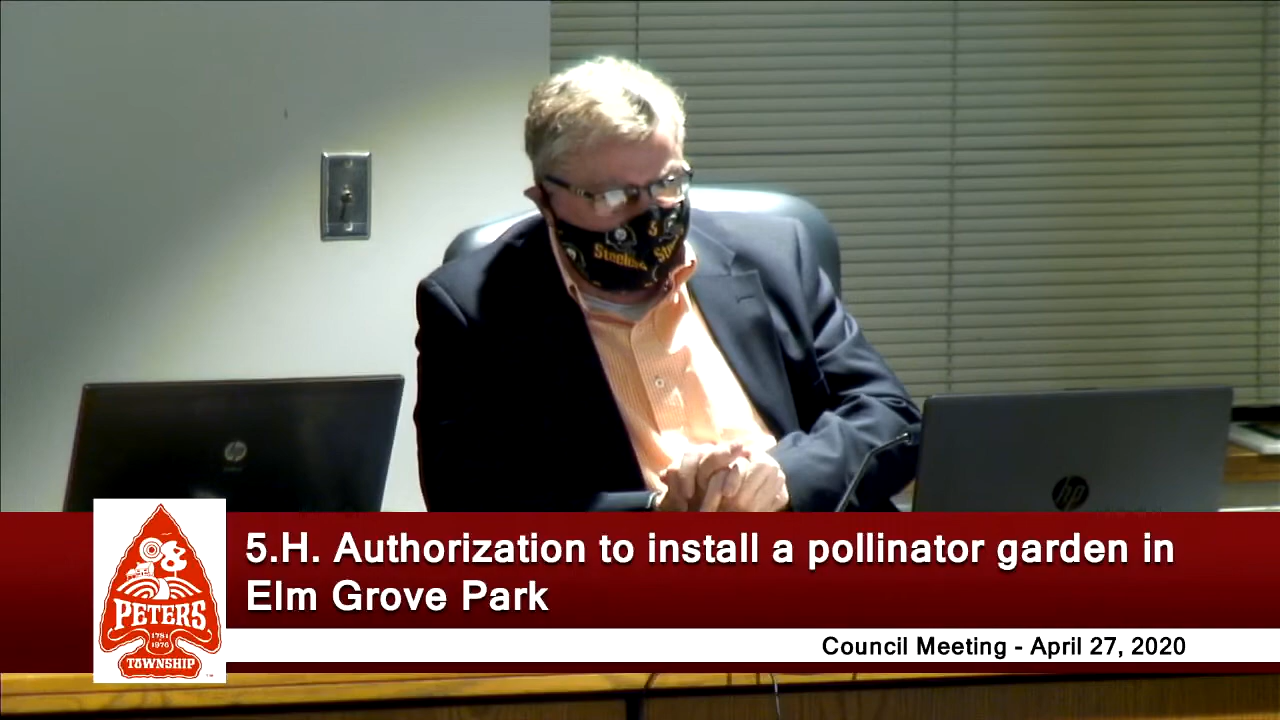 Steelers
hp
hp
5.H. Authorization to install a pollinator garden in
Elm Grove Park
Council Meeting - April 27, 2020
PETERS
1781
1976
TOWNSHIP